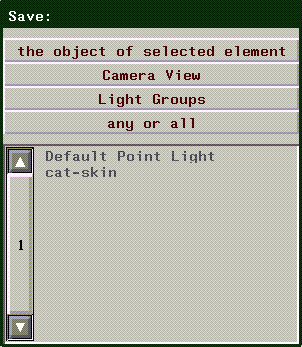 Save:
the object of selected element
Camera View
Light Groups
any or all
Default Point Light
cat-skin
1